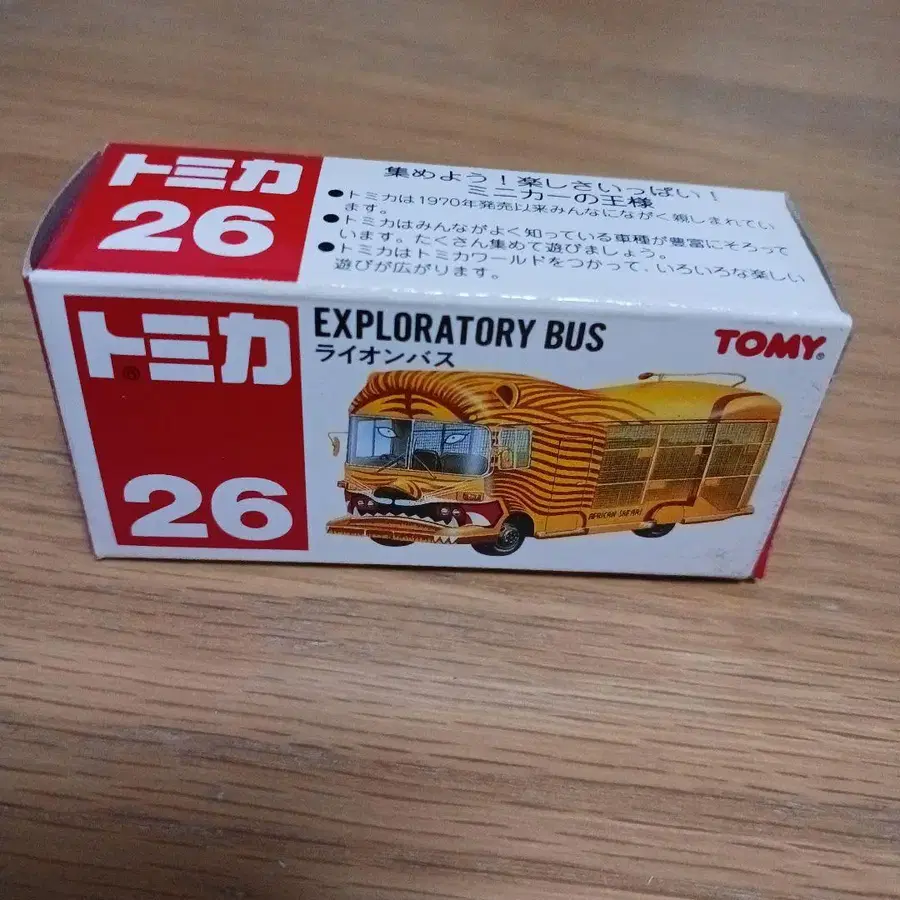 トミカ
26
集めよう!楽しさいっぱい!
ミニカーの王様
●トミカは1970年発売以来みんなにながく親しまれてい
ます。
●トミカはみんながよく知っている車種が豊富にそろって
います。たくさん集めて遊びましょう。
●トミカはトミカワールドをつかって、いろいろな楽しい
遊びが広がります。
トミカ®
26
EXPLORATORY BUS
ライオンバス
TOMY®
AFRICAN SAFARI